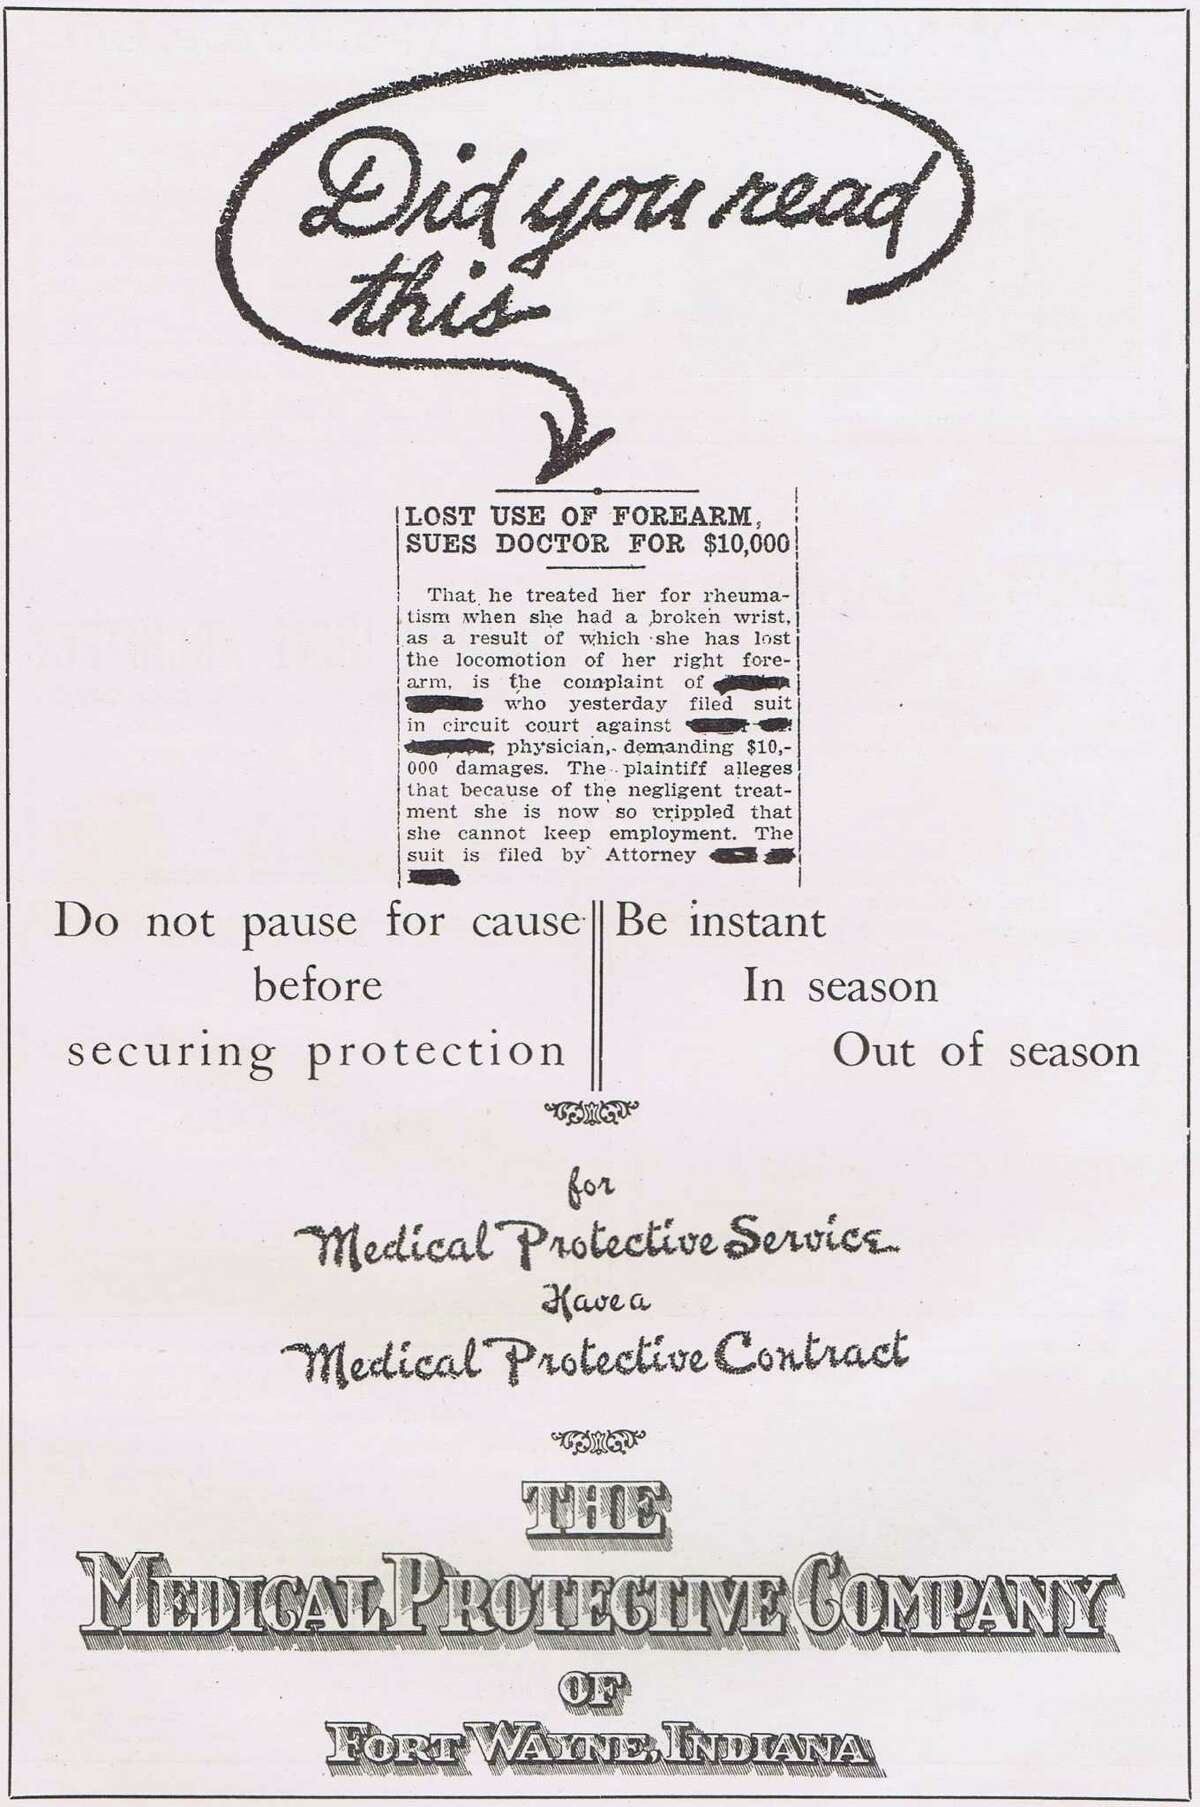 Did you read
this
LOST USE OF FOREARM,
SUES DOCTOR FOR $10,000
That he treated her for rheuma-
tism when she had a broken wrist,
as a result of which she has lost
the locomotion of her right fore-
arm, is the complaint of
who yesterday filed suit
in circuit court against
physician, demanding $10,-
000 damages. The plaintiff alleges
that because of the negligent treat-
ment she is now so crippled that
she cannot keep employment. The
suit is filed by Attorney
Do not pause for cause
before
securing protection
Be instant
In season
Out of season
for
Medical Protective Service
Have a
Medical Protective Contract
THE
MEDICAL PROTECTIVE COMPANY
OF
FORT WAYNE, INDIANA